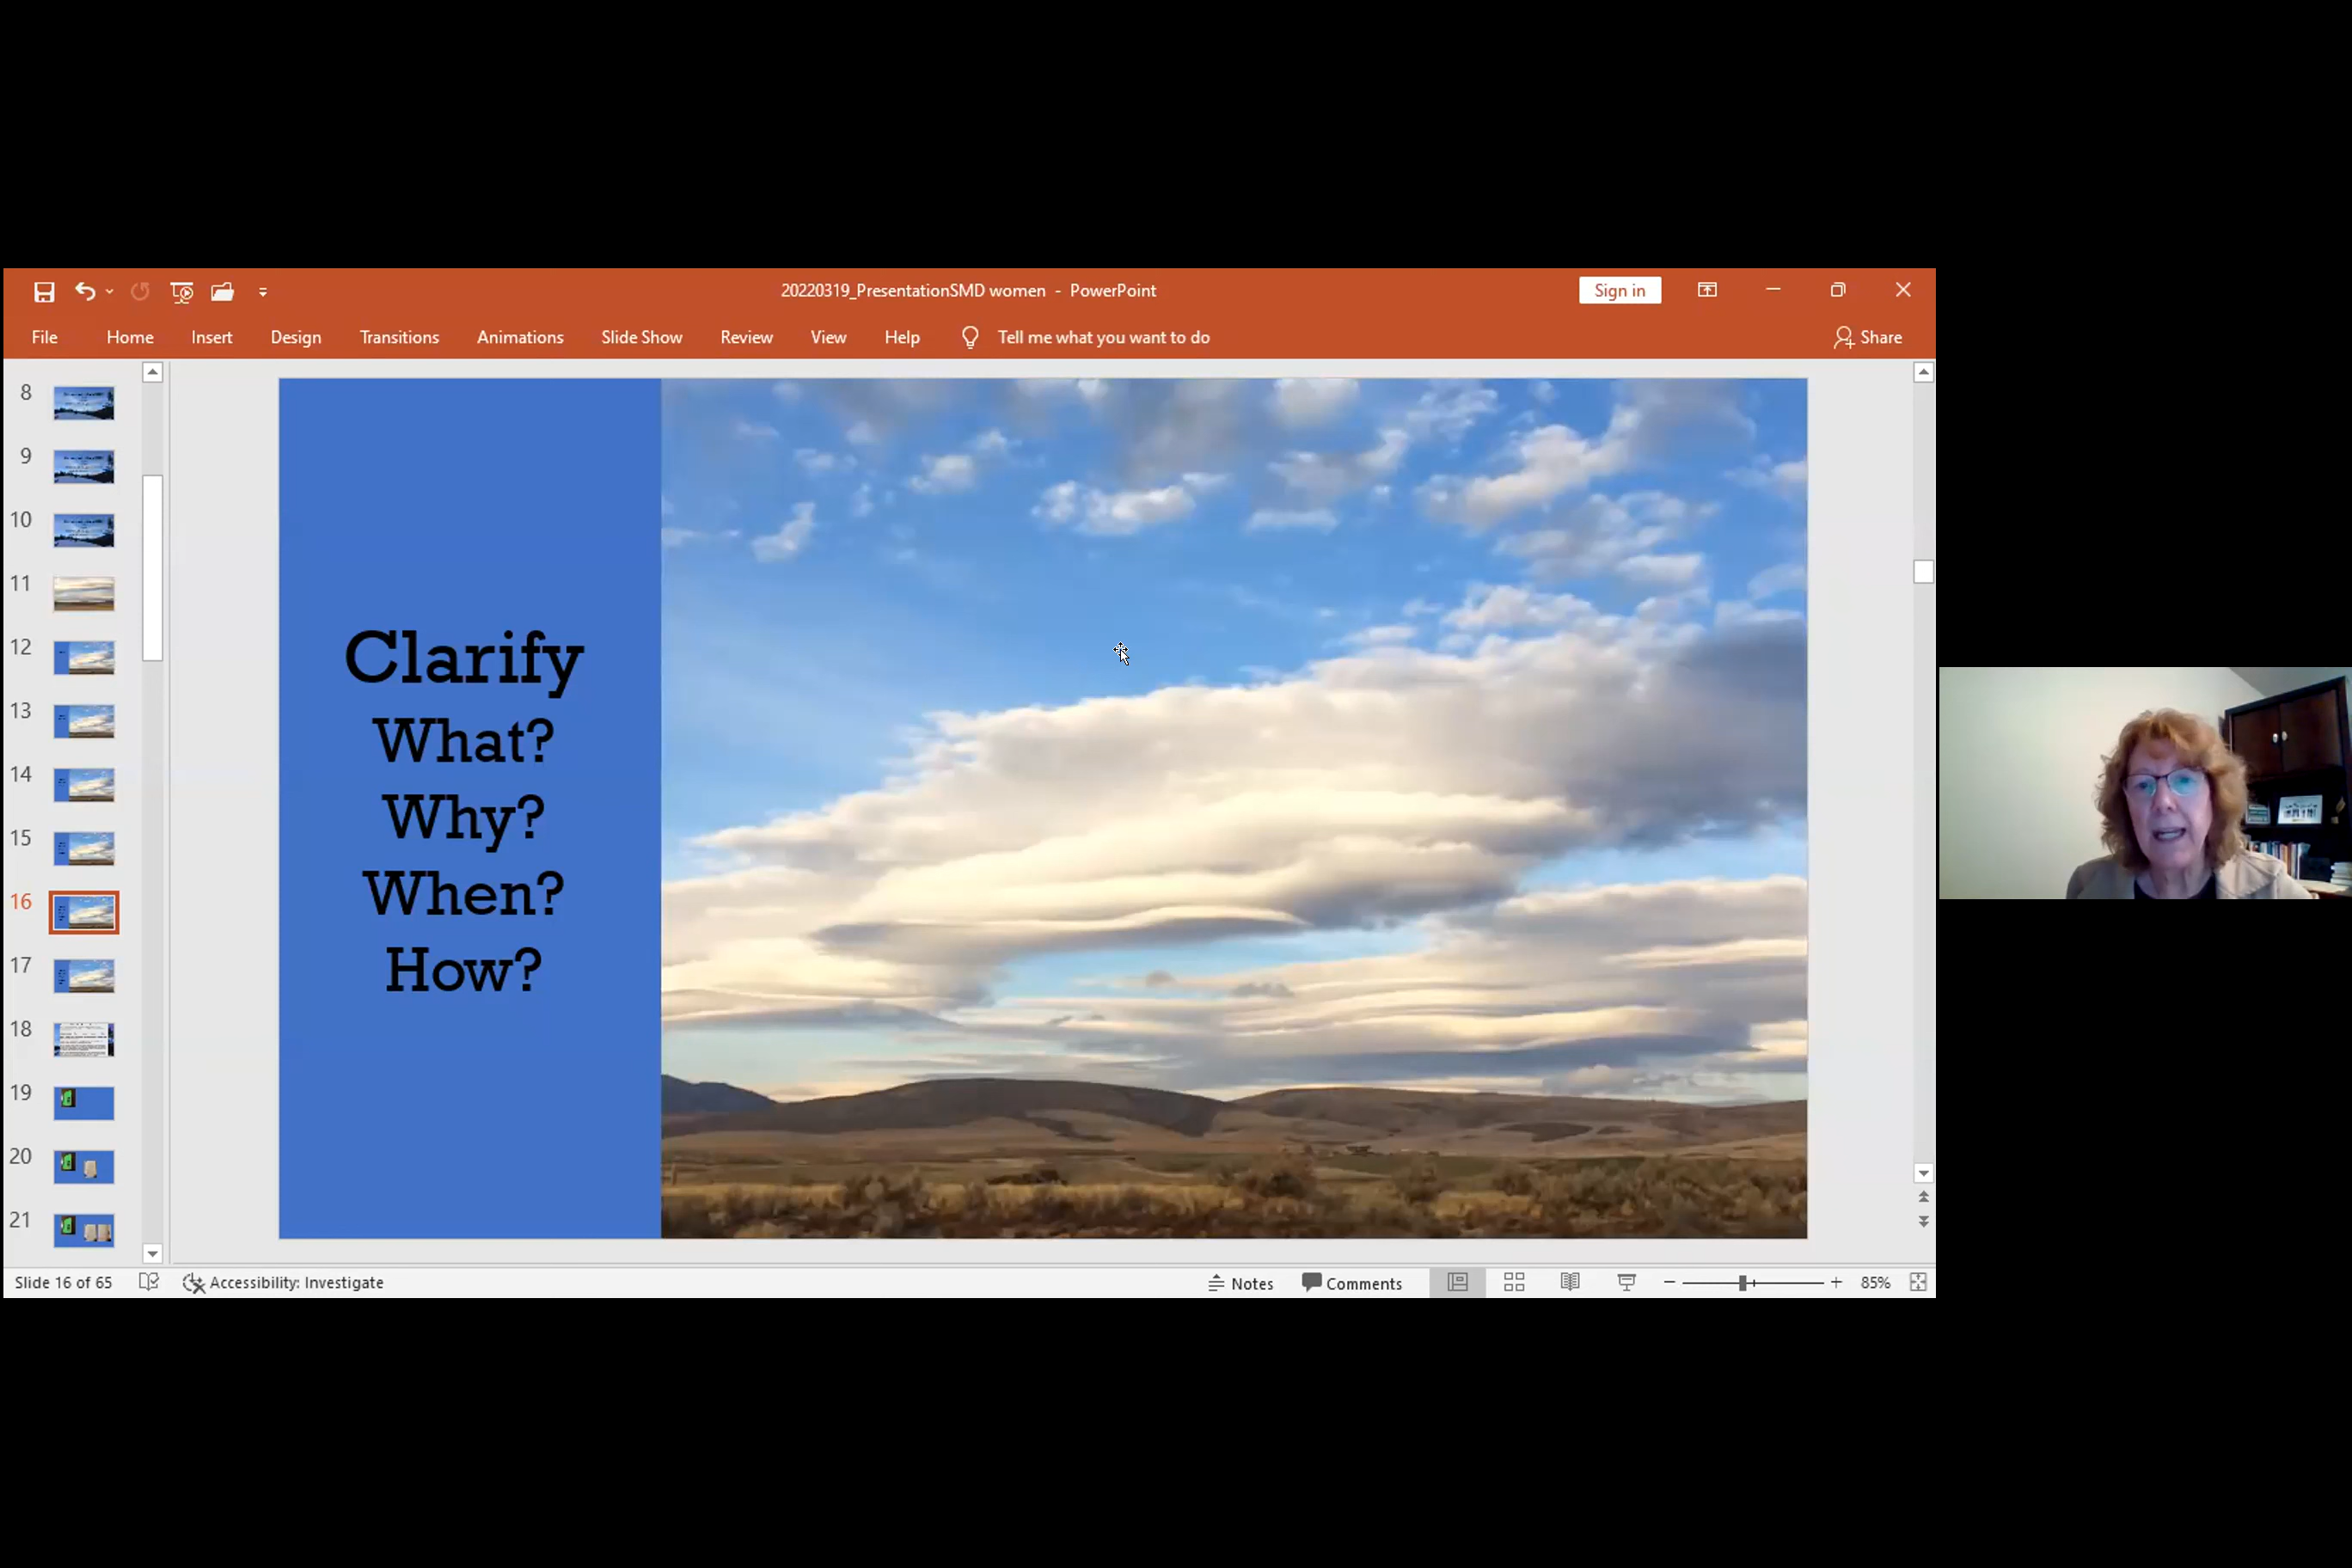 20220319_PresentationSMD women - PowerPoint
Sign in
File Home Insert Design Transitions Animations Slide Show Review View Help Tell me what you want to do Share
8
9
10
11
12
13
14
15
16
17
18
19
20
21
Clarify
What?
Why?
When?
How?
Slide 16 of 65 Accessibility: Investigate Notes Comments 85%